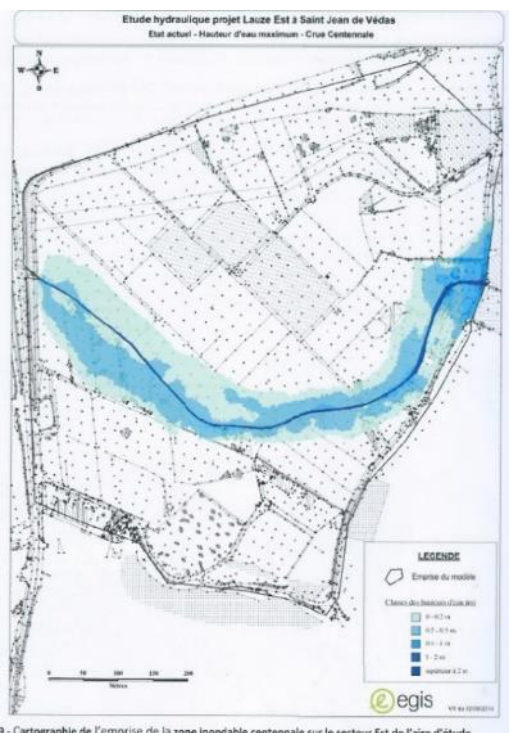 Etude hydraulique projet Lauze Est à Saint Jean de Védas
Etat actuel - Hauteur d'eau maximum - Crue Centennale
N
W E
S
LEGENDE
Emprise du modèle
Classes des hauteurs d'eau
0 - 0.2 m
0.2 - 0.5 m
0.5 - 1 m
1 - 2 m
supérieur à 2 m
0 50 100 150 200
Mètres
egis
- Cartographie de l'emprise de la zone inondable centennale sur le secteur Est de l'aire d'étude